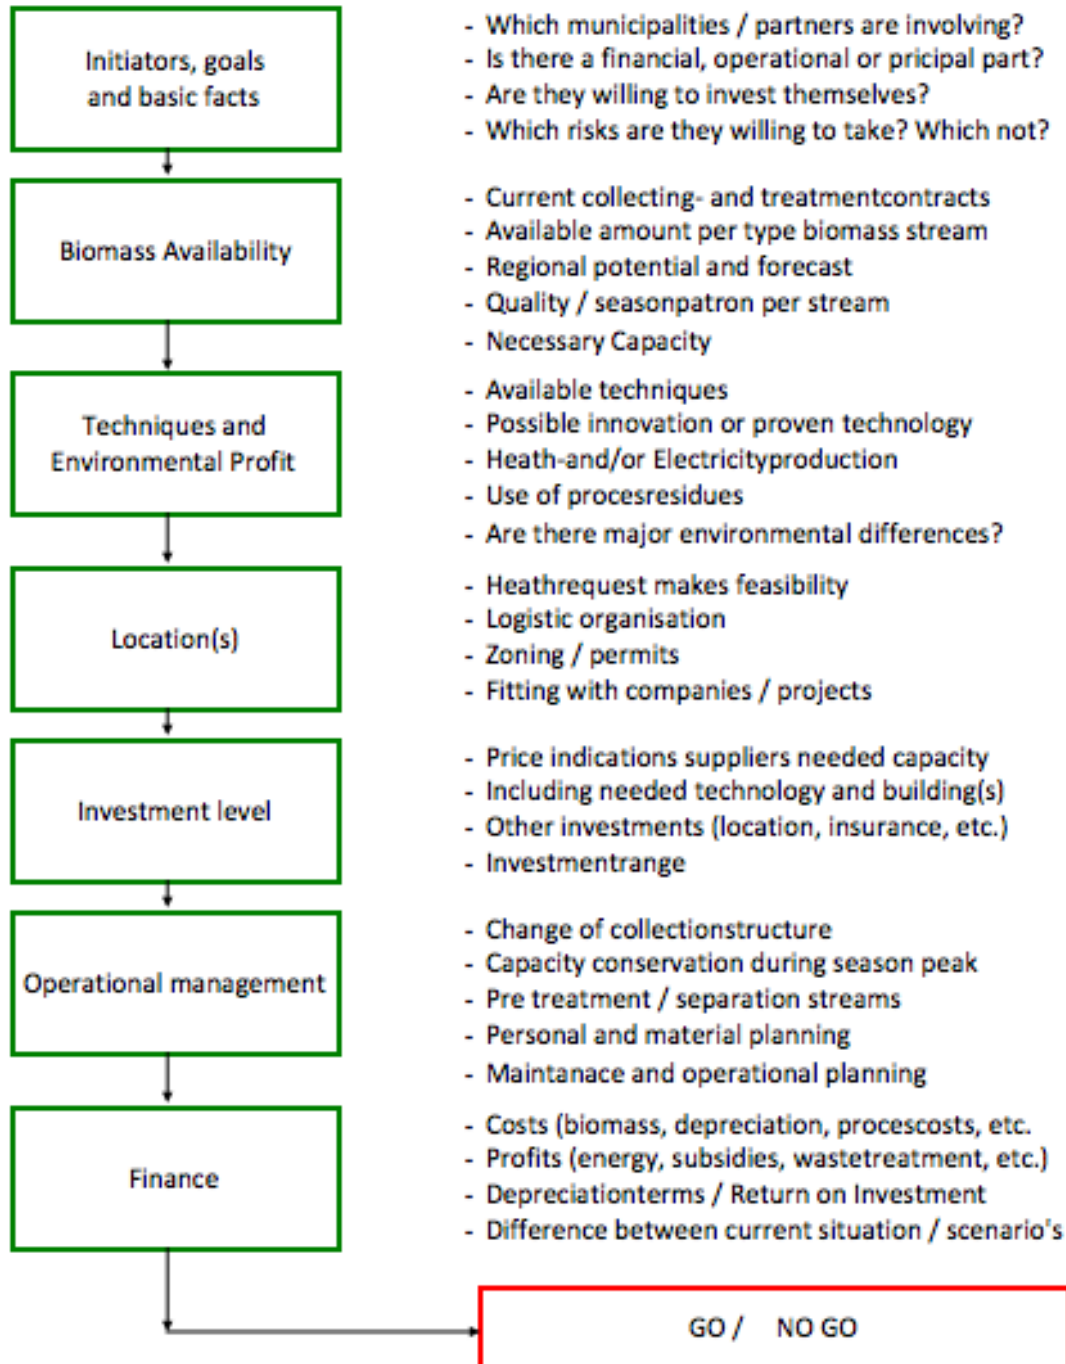 Initiators, goals
and basic facts
- Which municipalities / partners are involving?
- Is there a financial, operational or pricipal part?
- Are they willing to invest themselves?
- Which risks are they willing to take? Which not?
Biomass Availability
- Current collecting- and treatmentcontracts
- Available amount per type biomass stream
- Regional potential and forecast
- Quality / seasonpatron per stream
- Necessary Capacity
Techniques and
Environmental Profit
- Available techniques
- Possible innovation or proven technology
- Heath-and/or Electricityproduction
- Use of procesresidues
- Are there major environmental differences?
Location(s)
- Heathrequest makes feasibility
- Logistic organisation
- Zoning / permits
- Fitting with companies / projects
Investment level
- Price indications suppliers needed capacity
- Including needed technology and building(s)
- Other investments (location, insurance, etc.)
- Investmentrange
Operational management
- Change of collectionstructure
- Capacity conservation during season peak
- Pre treatment / separation streams
- Personal and material planning
- Maintanace and operational planning
Finance
- Costs (biomass, depreciation, procescosts, etc.
- Profits (energy, subsidies, wastetreatment, etc.)
- Depreciationterms / Return on Investment
- Difference between current situation / scenario's
GO / NO GO